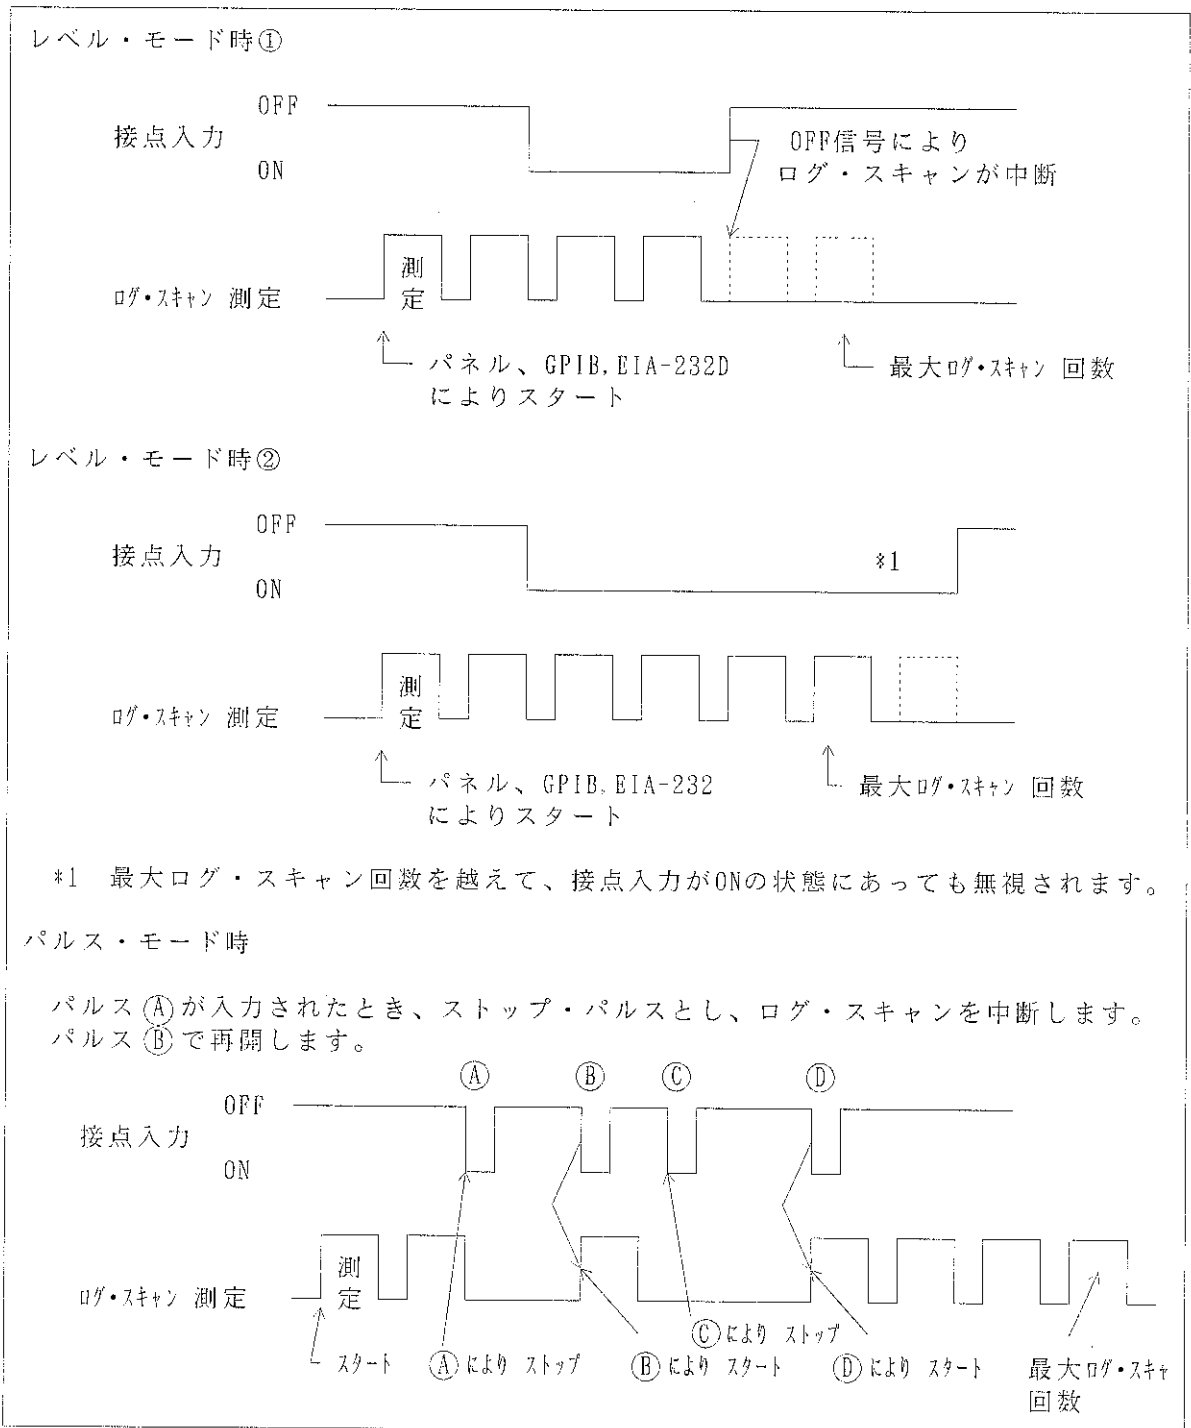 レベル・モード時①
OFF
接点入力
ON
OFF信号により
ログ・スキャンが中断
測定
ログ・スキャン 測定
パネル、GPIB,EIA-232D
によりスタート
最大ログ・スキャン 回数
レベル・モード時②
OFF
接点入力
ON
*1
測定
ログ・スキャン 測定
パネル、GPIB,EIA-232
によりスタート
最大ログ・スキャン 回数
*1 最大ログ・スキャン回数を越えて、接点入力がONの状態にあっても無視されます。
パルス・モード時
パルスⒶが入力されたとき、ストップ・パルスとし、ログ・スキャンを中断します。
パルスⒷで再開します。
Ⓐ Ⓑ Ⓒ Ⓓ
OFF
接点入力
ON
測定
ログ・スキャン 測定
Ⓒにより ストップ
スタート Ⓐにより ストップ Ⓑにより スタート Ⓓにより スタート 最大ログ・スキャ
回数